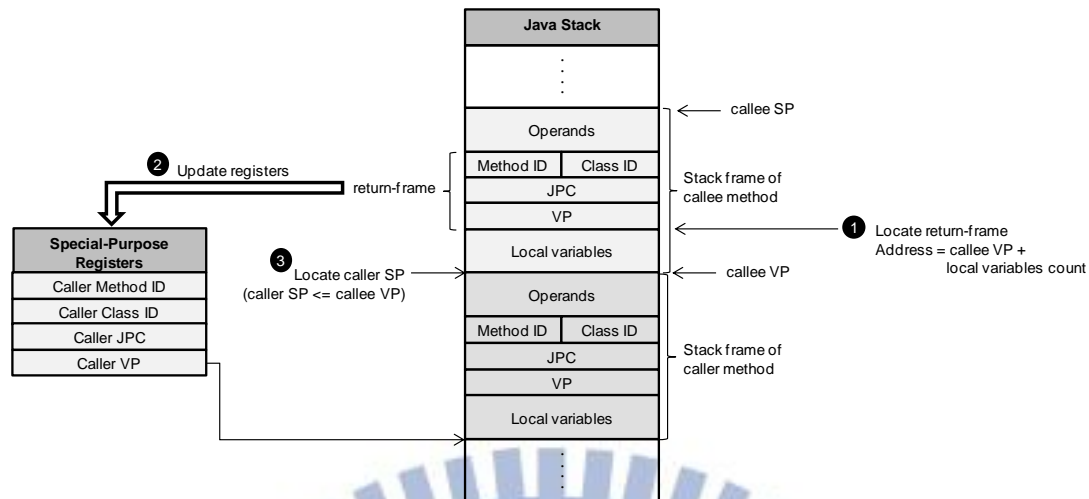 Java Stack
callee SP
Operands
2 Update registers
return-frame
Method ID
Class ID
JPC
VP
Stack frame of
callee method
1 Locate return-frame
Address = callee VP +
local variables count
Special-Purpose
Registers
Caller Method ID
Caller Class ID
Caller JPC
Caller VP
3 Locate caller SP
(caller SP <= callee VP)
Local variables
callee VP
Operands
Method ID
Class ID
JPC
VP
Local variables
Stack frame of
caller method